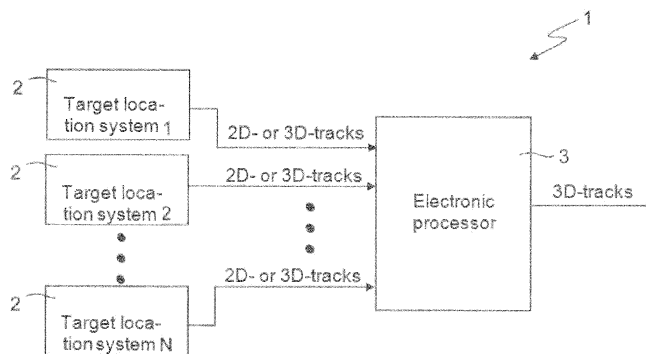 1
2
Target loca-
tion system 1
2D- or 3D-tracks
2
Target loca-
tion system 2
2D- or 3D-tracks
3
Electronic
processor
3D-tracks
2
Target loca-
tion system N
2D- or 3D-tracks